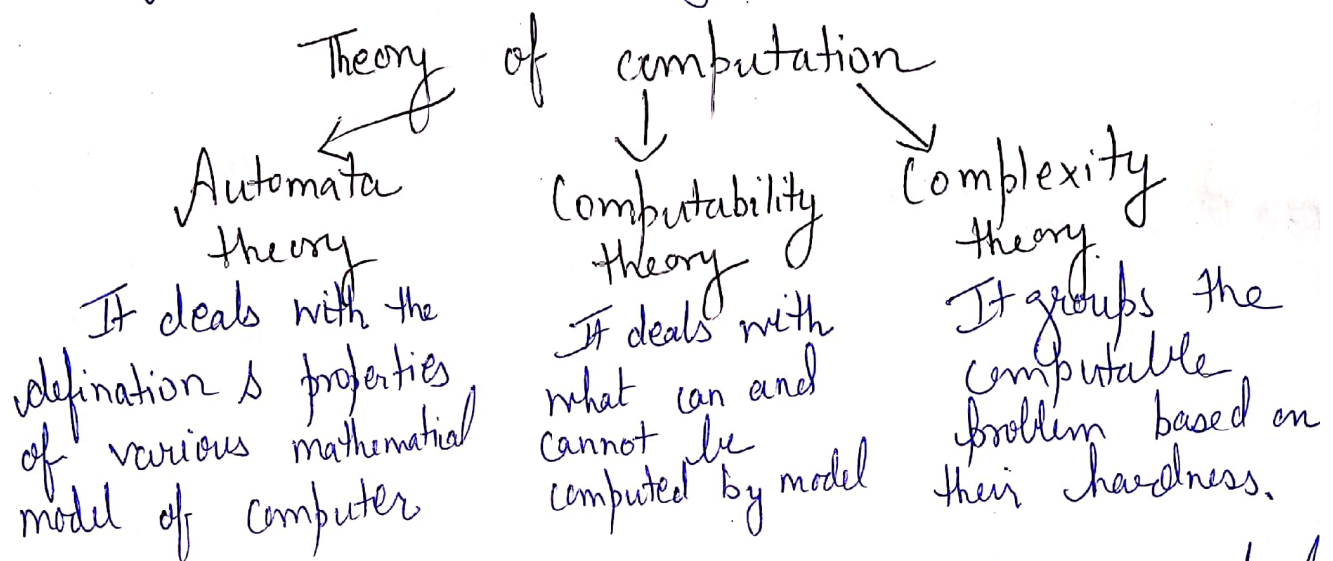 Theory of computation
Automata
theory
It deals with the
defination & properties
of various mathematical
model of computer
Computability
theory
It deals with
what can and
cannot be
computed by model
Complexity
theory.
It groups the
computable
problem based on
their hardness.